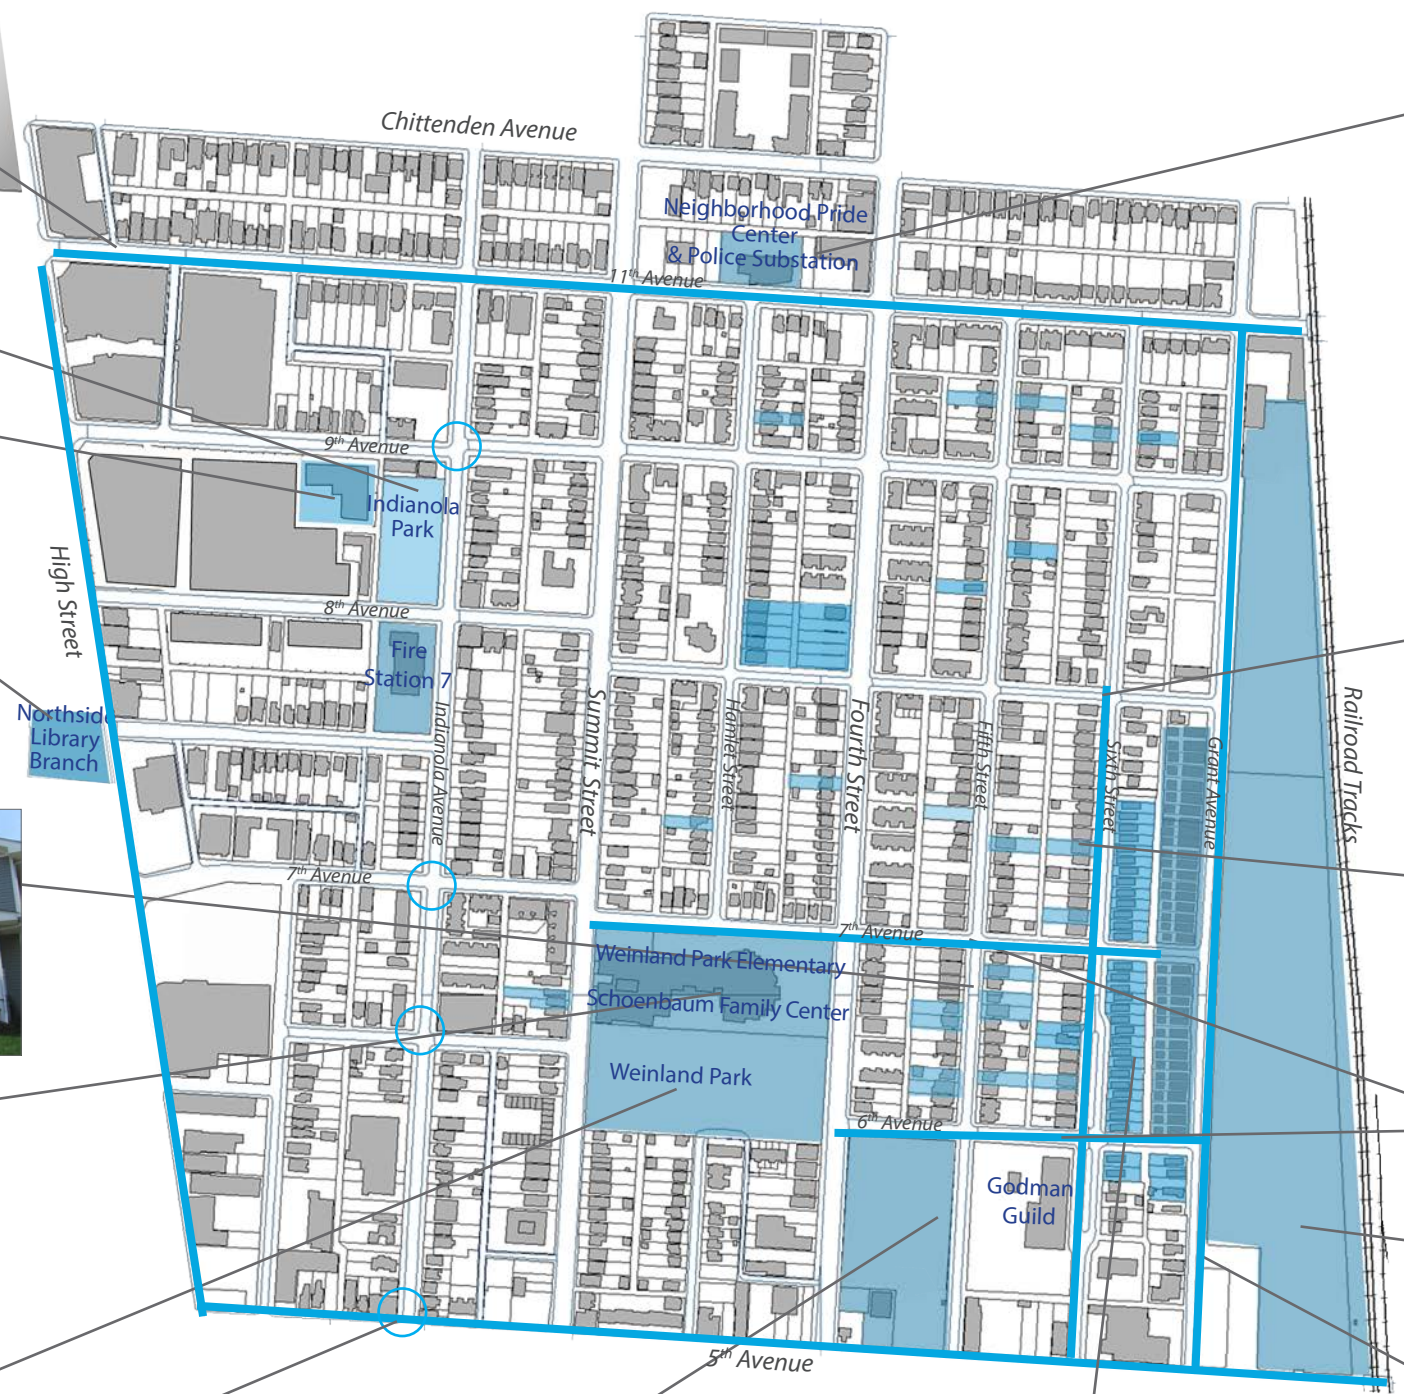 Chittenden Avenue
Neighborhood Pride
Center
& Police Substation
11th Avenue
9th Avenue
Indianola
Park
High Street
8th Avenue
Fire
Station 7
Northside
Library
Branch
Indianola Avenue
Summit Street
Hamlet Street
Fourth Street
Fifth Street
Sixth Street
Grant Avenue
Railroad Tracks
7th Avenue
7th Avenue
Weinland Park Elementary
Schoenbaum Family Center
Weinland Park
6th Avenue
Godman
Guild
5th Avenue